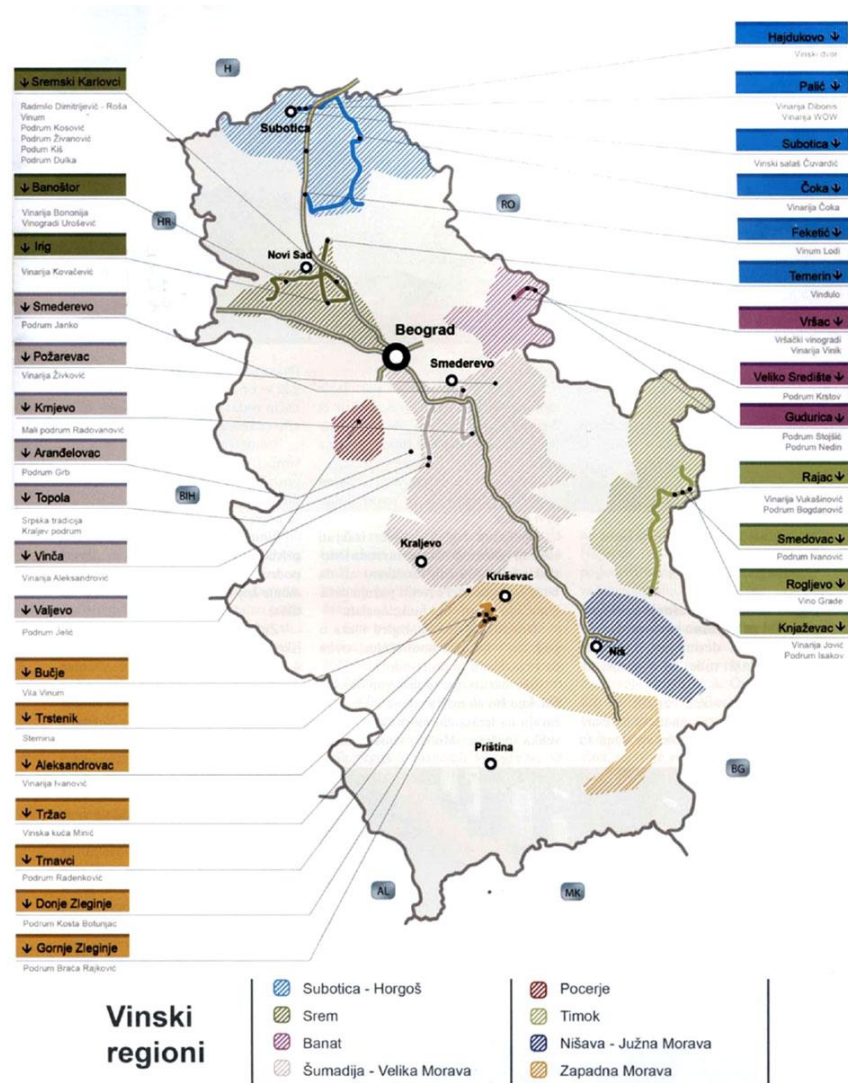 Sremski Karlovci
Radmilo Dimitrijević - Roša
Vinum
Podrum Kosović
Podrum Živanović
Podum Kiš
Podrum Dulka
Banoštor
Vinarija Bononija
Vinogradi Urošević
Irig
Vinarija Kovačević
Smederevo
Podrum Janko
Požarevac
Vinarija Živković
Krnjevo
Mali podrum Radovanović
Aranđelovac
Podrum Grb
Topola
Srpska tradicija
Kraljev podrum
Vinča
Vinarija Aleksandrović
Valjevo
Podrum Jelić
Bučje
Vila Vinum
Trstenik
Stemina
Aleksandrovac
Vinarija Ivanović
Tržac
Vinska kuća Minić
Trnavci
Podrum Radenković
Donje Zleginje
Podrum Kosta Botunjac
Gornje Zleginje
Podrum Braća Rajković
H
HR
RO
BIH
BG
AL
MK
Subotica
Novi Sad
Beograd
Smederevo
Kraljevo
Kruševac
Niš
Priština
Hajdukovo
Vinski dvor
Palić
Vinarija Dibonis
Vinarija WOW
Subotica
Vinski salaš Čuvardić
Čoka
Vinarija Čoka
Feketić
Vinum Lodi
Temerin
Vindulo
Vršac
Vršački vinogradi
Vinarija Vinik
Veliko Središte
Podrum Krstov
Gudurica
Podrum Stojšić
Podrum Nedin
Rajac
Vinarija Vukašinović
Podrum Bogdanović
Smedovac
Podrum Ivanović
Rogljevo
Vino Grade
Knjaževac
Vinarija Jović
Podrum Isakov
Vinski
regioni
Subotica - Horgoš
Srem
Banat
Šumadija - Velika Morava
Pocerje
Timok
Nišava - Južna Morava
Zapadna Morava